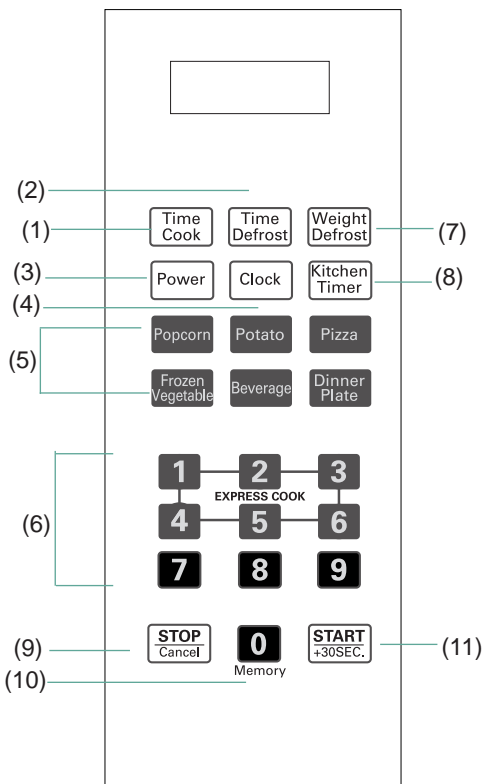 (2)
(1)
Time Cook
Time Defrost
Weight Defrost
(7)
(3)
Power
Clock
Kitchen Timer
(8)
(4)
(5)
Popcorn
Potato
Pizza
Frozen Vegetable
Beverage
Dinner Plate
1
2
3
EXPRESS COOK
(6)
4
5
6
7
8
9
(9)
STOP
Cancel
0
START
+30SEC.
(11)
Memory
(10)